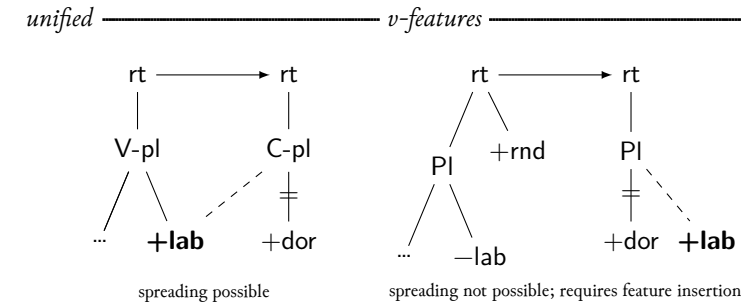 unified v-features
rt rt rt rt
V-pl C-pl Pl +rnd Pl
... +lab +dor ... −lab +dor +lab
spreading possible spreading not possible; requires feature insertion